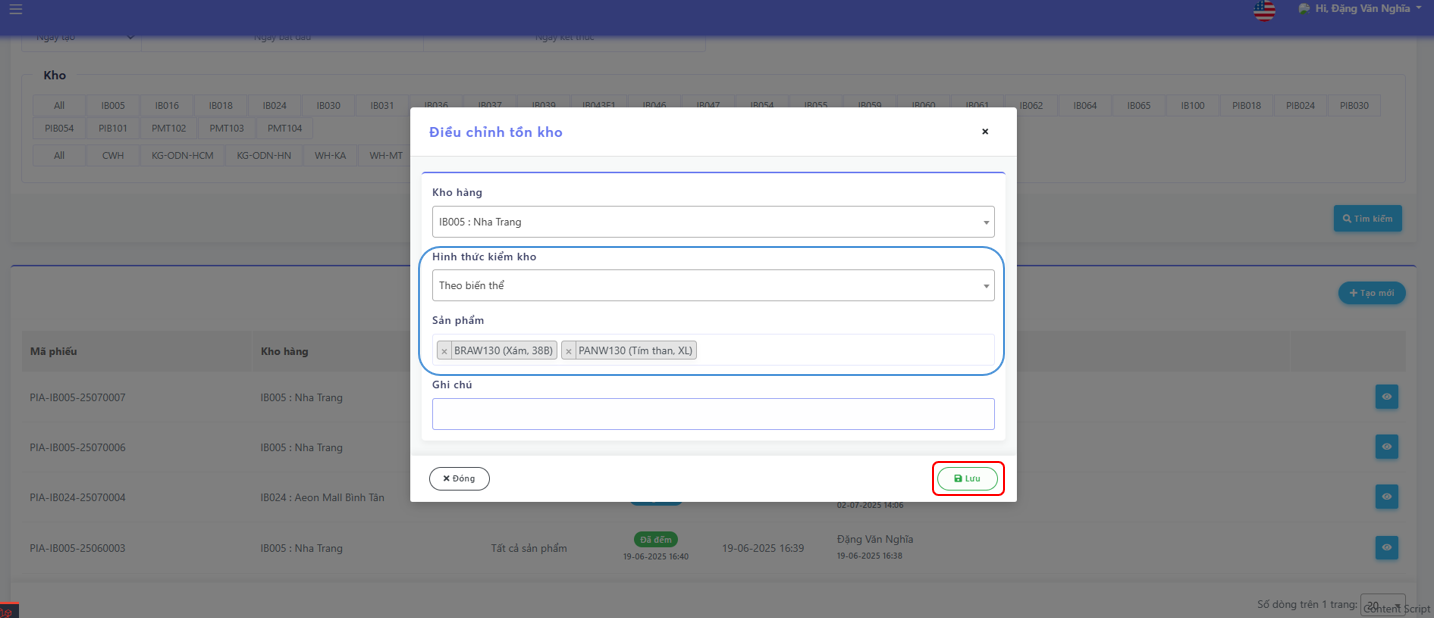 Hi, Đặng Văn Nghĩa
Ngày tạo Ngày bắt đầu Ngày kết thúc
Kho
All IB005 IB016 IB018 IB024 IB030 IB031 IB036 IB037 IB039 IB043F1 IB046 IB047 IB054 IB055 IB059 IB060 IB061 IB062 IB064 IB065 IB100 PIB018 PIB024 PIB030
PIB054 PIB101 PMT102 PMT103 PMT104
All CWH KG-ODN-HCM KG-ODN-HN WH-KA WH-MT
Tìm kiếm
Điều chỉnh tồn kho ×
Kho hàng
IB005 : Nha Trang
Hình thức kiểm kho
Theo biến thể
Sản phẩm
× BRAW130 (Xám, 38B) × PANW130 (Tím than, XL)
Ghi chú
× Đóng Lưu
+ Tạo mới
Mã phiếu Kho hàng
PIA-IB005-25070007 IB005 : Nha Trang
PIA-IB005-25070006 IB005 : Nha Trang
PIA-IB024-25070004 IB024 : Aeon Mall Bình Tân
02-07-2025 14:06
PIA-IB005-25060003 IB005 : Nha Trang Tất cả sản phẩm Đã đếm 19-06-2025 16:39 Đặng Văn Nghĩa
19-06-2025 16:40 19-06-2025 16:38
Số dòng trên 1 trang: 20
Content Script